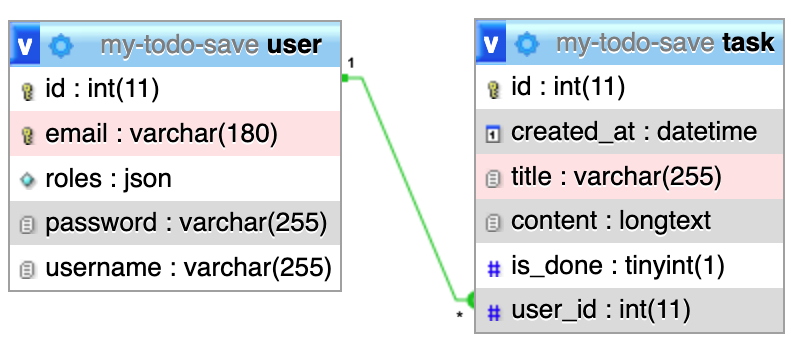 v my-todo-save user
id : int(11)
email : varchar(180)
roles : json
password : varchar(255)
username : varchar(255)
1
*
v my-todo-save task
id : int(11)
1 created_at : datetime
title : varchar(255)
content : longtext
# is_done : tinyint(1)
# user_id : int(11)